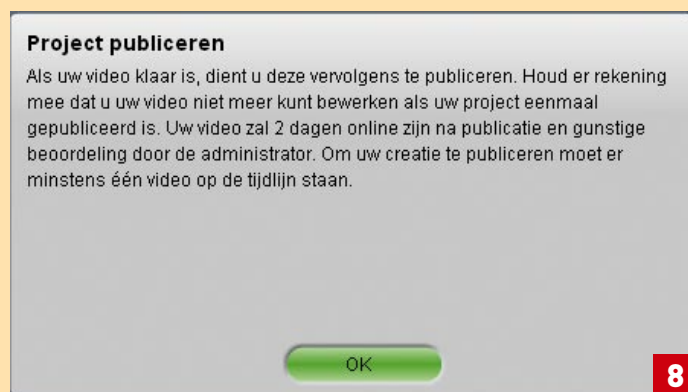 Project publiceren
Als uw video klaar is, dient u deze vervolgens te publiceren. Houd er rekening
mee dat u uw video niet meer kunt bewerken als uw project eenmaal
gepubliceerd is. Uw video zal 2 dagen online zijn na publicatie en gunstige
beoordeling door de administrator. Om uw creatie te publiceren moet er
minstens één video op de tijdlijn staan.
OK
8